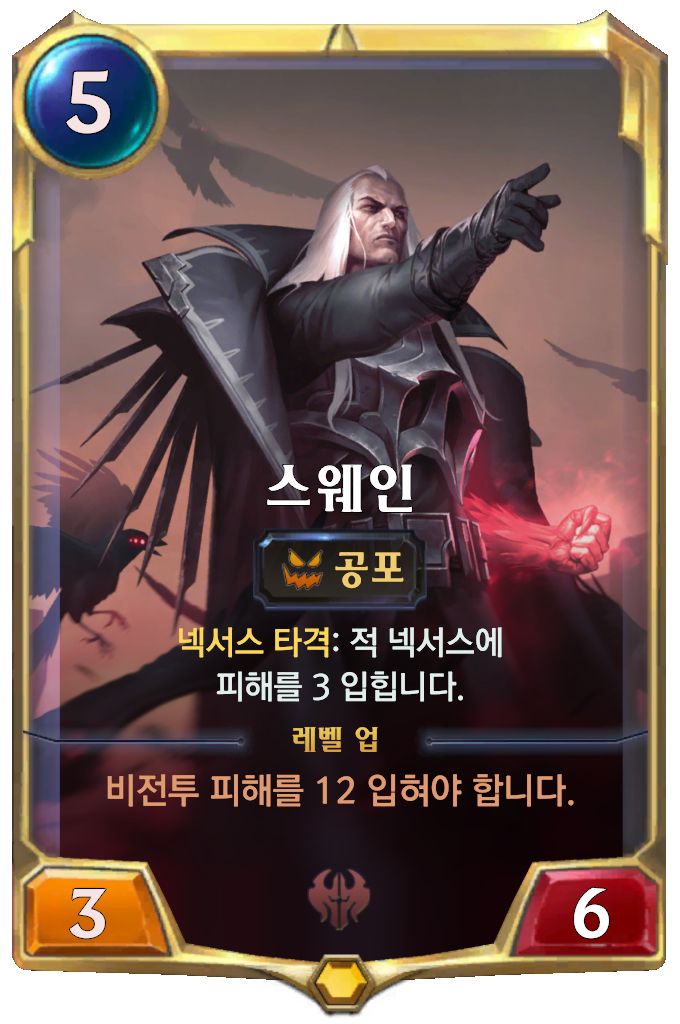 5
스웨인
공포
넥서스 타격: 적 넥서스에
피해를 3 입힙니다.
레벨 업
비전투 피해를 12 입혀야 합니다.
3
6